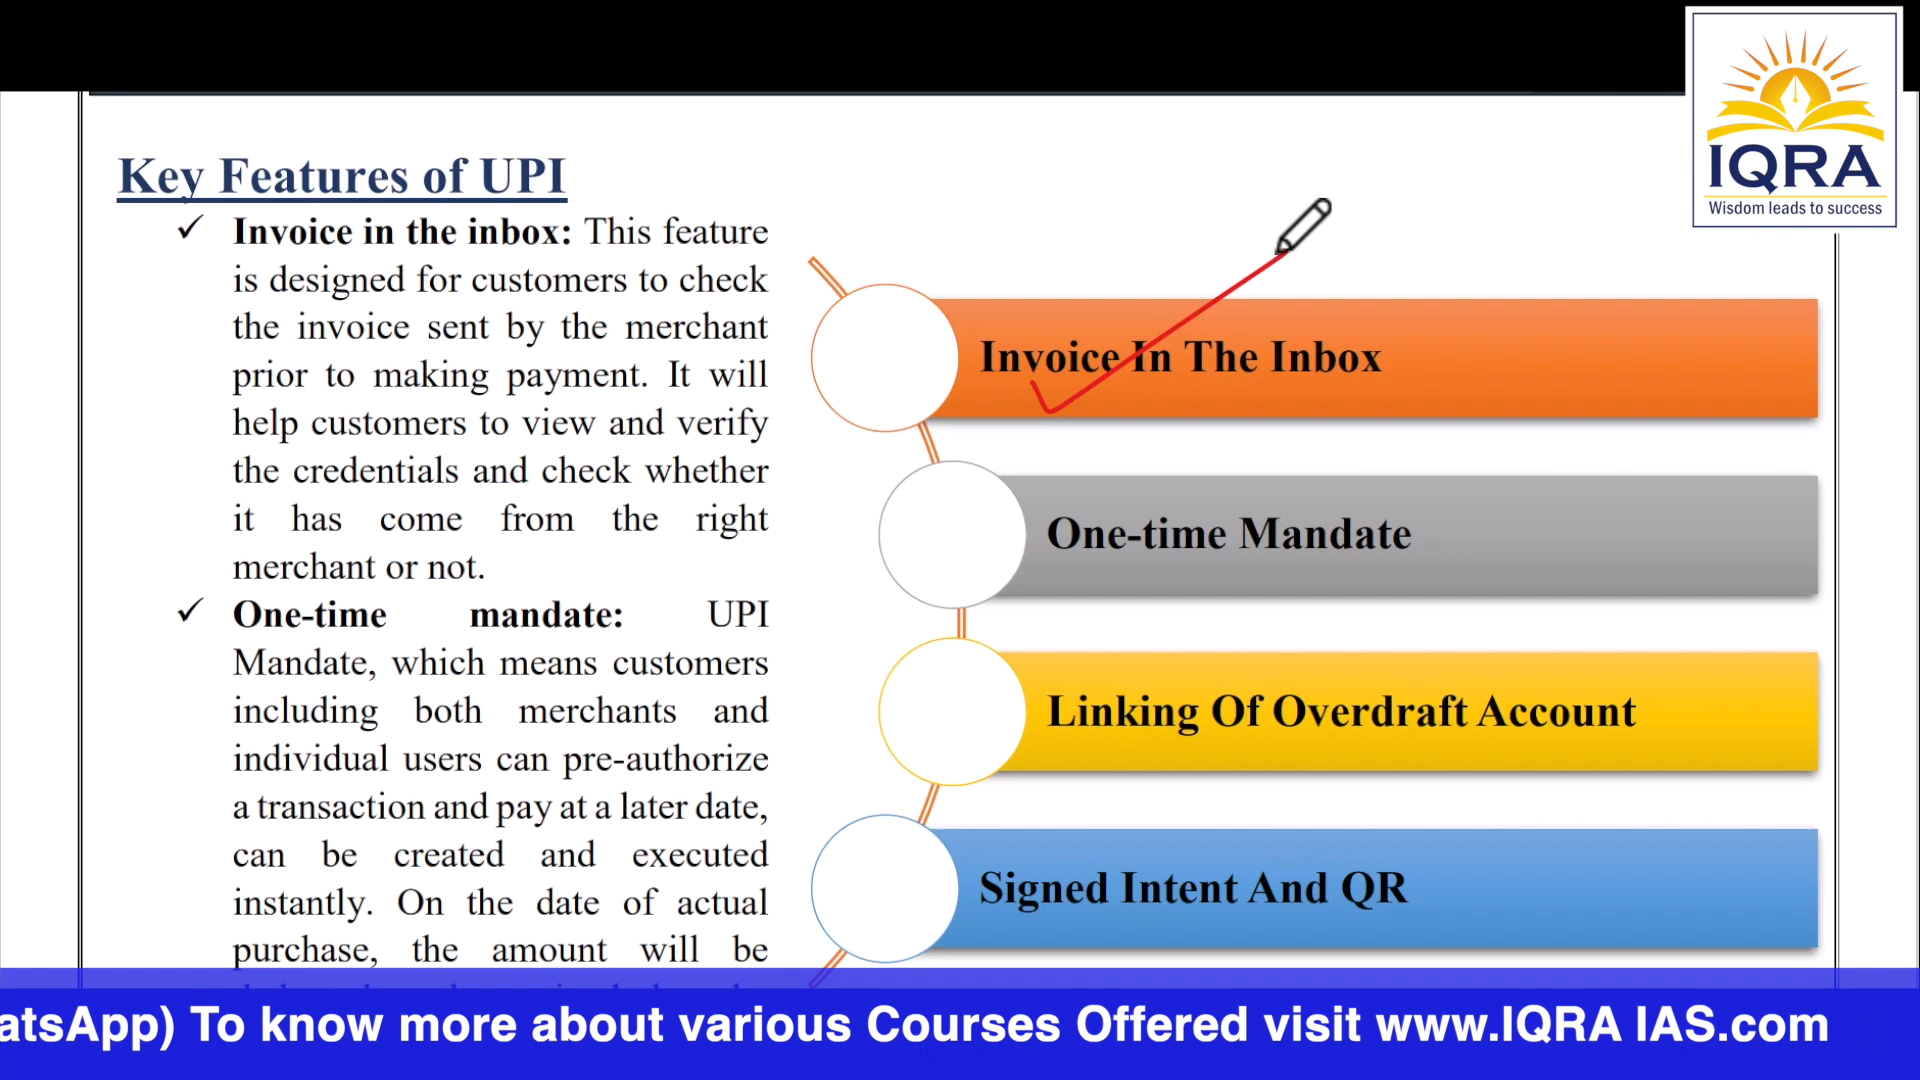 IQRA
Wisdom leads to success
Key Features of UPI
✓ Invoice in the inbox: This feature
is designed for customers to check
the invoice sent by the merchant
prior to making payment. It will
help customers to view and verify
the credentials and check whether
it has come from the right
merchant or not.
✓ One-time mandate: UPI
Mandate, which means customers
including both merchants and
individual users can pre-authorize
a transaction and pay at a later date,
can be created and executed
instantly. On the date of actual
purchase, the amount will be
Invoice In The Inbox
One-time Mandate
Linking Of Overdraft Account
Signed Intent And QR
atsApp) To know more about various Courses Offered visit www.IQRA IAS.com